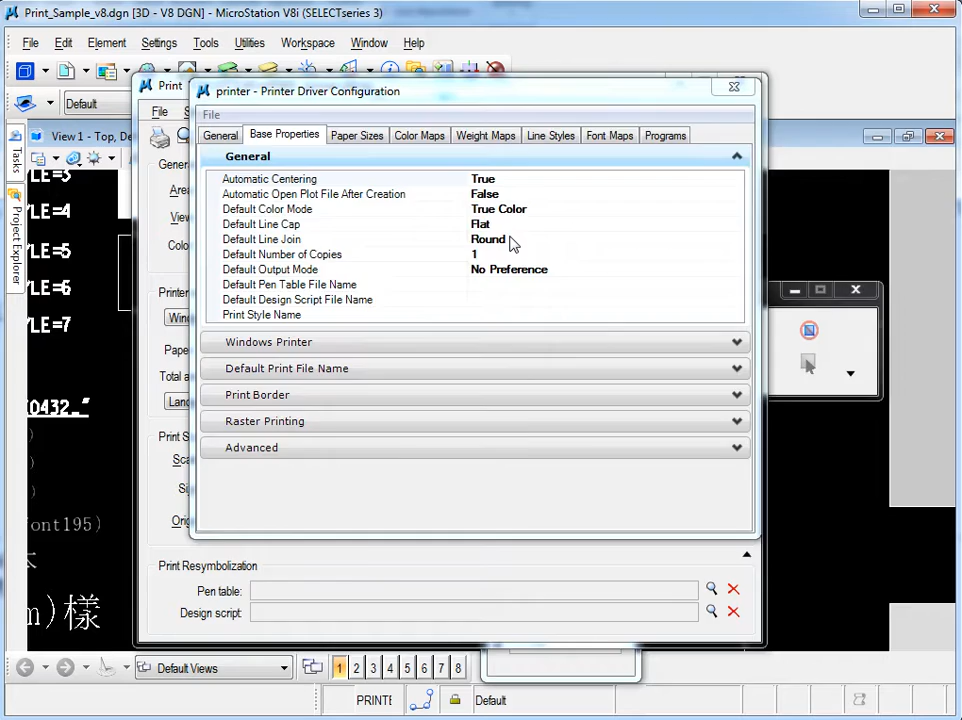 Print_Sample_v8.dgn [3D - V8 DGN] - MicroStation V8i (SELECTseries 3)
File Edit Element Settings Tools Utilities Workspace Window Help
Default
View 1 - Top, De
Tasks
Project Explorer
Print
File
printer - Printer Driver Configuration
File
General Base Properties Paper Sizes Color Maps Weight Maps Line Styles Font Maps Programs
General
Automatic Centering True
Automatic Open Plot File After Creation False
Default Color Mode True Color
Default Line Cap Flat
Default Line Join Round
Default Number of Copies 1
Default Output Mode No Preference
Default Pen Table File Name
Default Design Script File Name
Print Style Name
Windows Printer
Default Print File Name
Print Border
Raster Printing
Advanced
YLE=4
YLE=5
YLE=6
YLE=7
Font195)
m)樣
Print Resymbolization
Pen table:
Design script:
Default Views 1 2 3 4 5 6 7 8
PRINTE Default